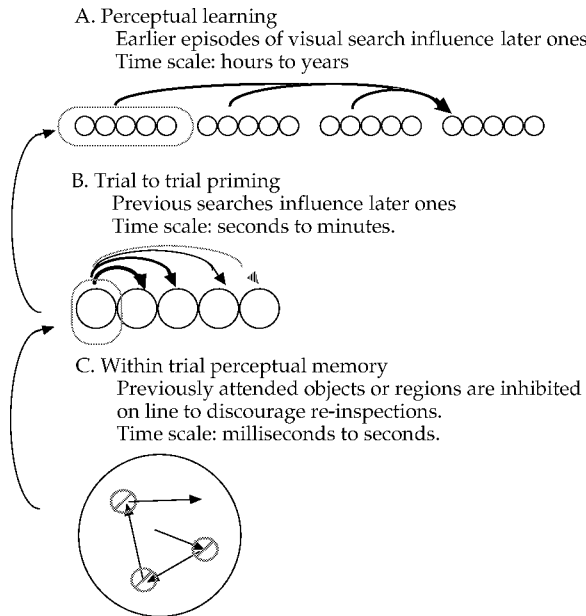 A. Perceptual learning
Earlier episodes of visual search influence later ones
Time scale: hours to years
B. Trial to trial priming
Previous searches influence later ones
Time scale: seconds to minutes.
C. Within trial perceptual memory
Previously attended objects or regions are inhibited
on line to discourage re-inspections.
Time scale: milliseconds to seconds.